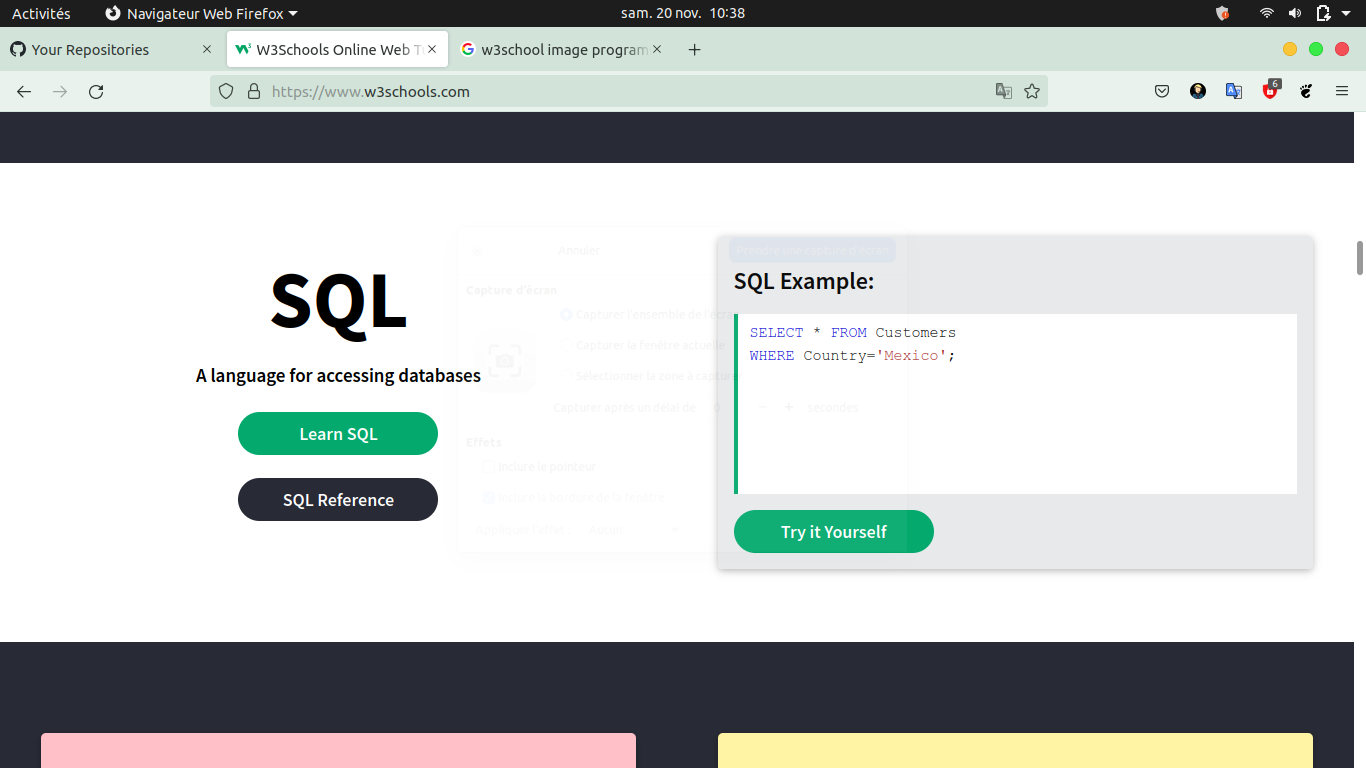 Activités Navigateur Web Firefox sam. 20 nov. 10:38
Your Repositories W3Schools Online Web T w3school image program
https://www.w3schools.com
6
Annuler Prendre une capture d'écran
SQL
A language for accessing databases
Learn SQL
SQL Reference
Capture d'écran
Capturer l'ensemble de l'écran
Capturer la fenêtre actuelle
Sélectionner la zone à capturer
Capturer après un délai de 0 - + secondes
Effets
Inclure le pointeur
Inclure la bordure de la fenêtre
Appliquer l'effet : Aucun
SQL Example:
SELECT * FROM Customers
WHERE Country='Mexico';
Try it Yourself